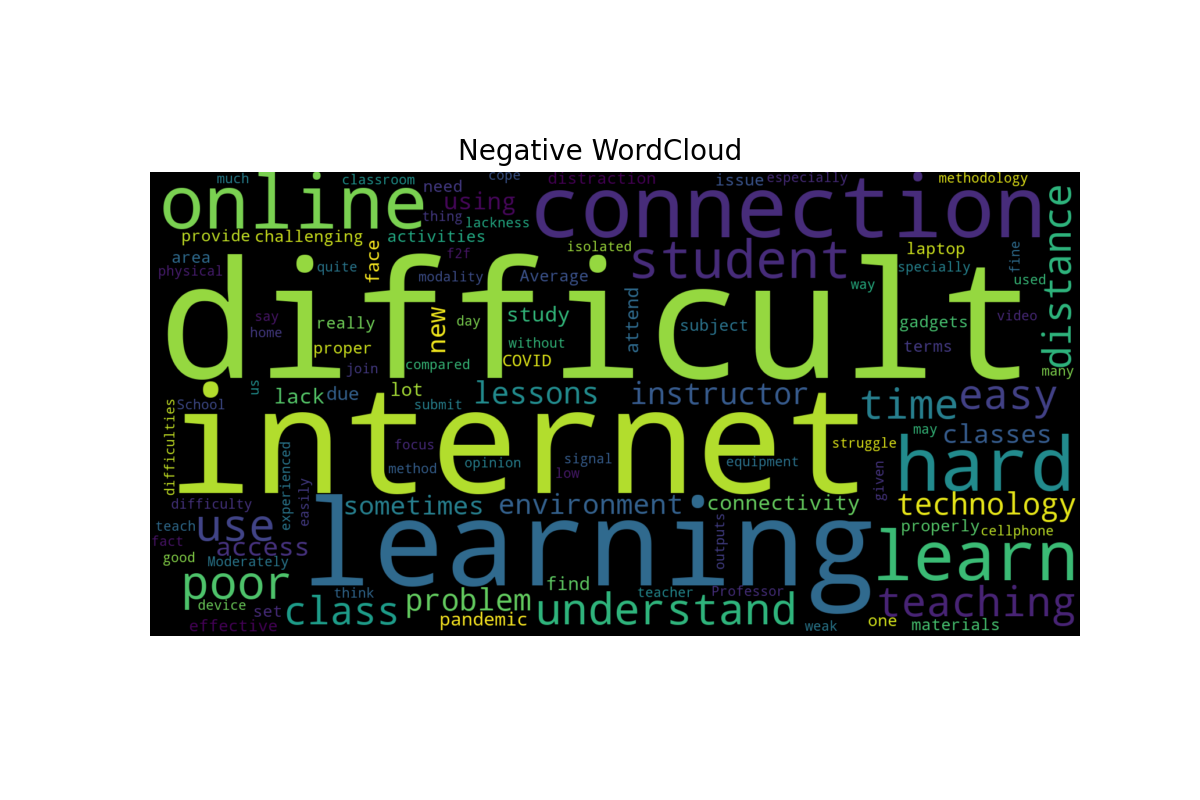 Negative WordCloud
much classroom cope distraction issue especially methodology
online need using connection distance
thing lackness
provide challenging activities student
area face isolated laptop fine
physical quite f2f modality Average specially used
difficult
way
say new day study attend subject gadgets video
home really without terms
proper join compared COVID many
us lack due lot lessons instructor time easy
School submit
difficulties internet may classes
focus struggle
method opinion signal low equipment given hard
difficulty experienced easily sometimes environment connectivity technology
teach use learning outputs properly cellphone
fact access learn
good Moderately
poor think find teacher Professor teaching
device set class problem understand
effective pandemic weak one materials